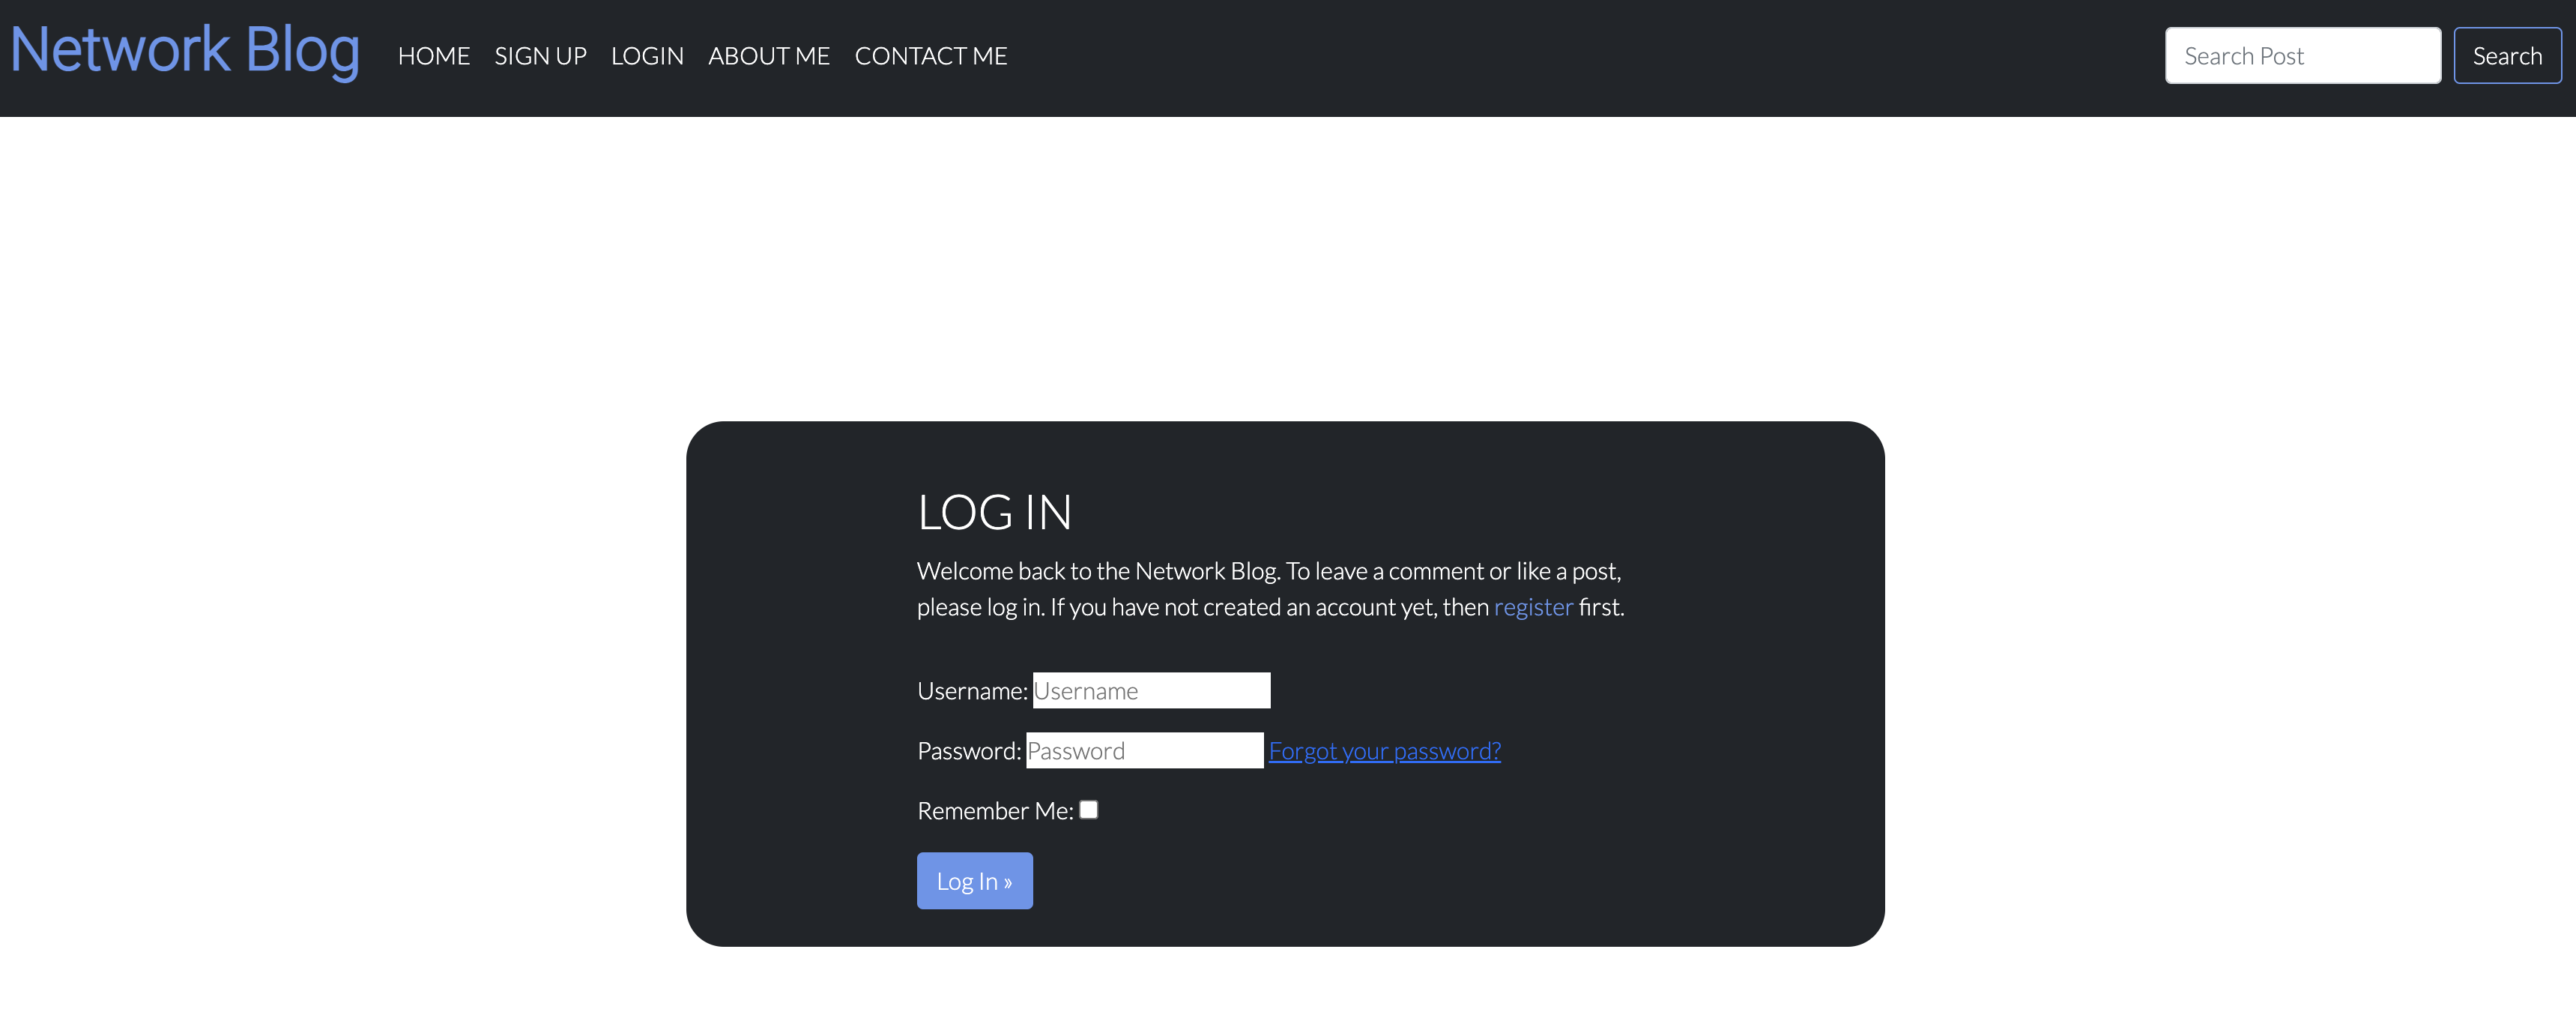 Network Blog HOME SIGN UP LOGIN ABOUT ME CONTACT ME Search Post Search
LOG IN
Welcome back to the Network Blog. To leave a comment or like a post,
please log in. If you have not created an account yet, then register first.
Username: Username
Password: Password Forgot your password?
Remember Me:
Log In »